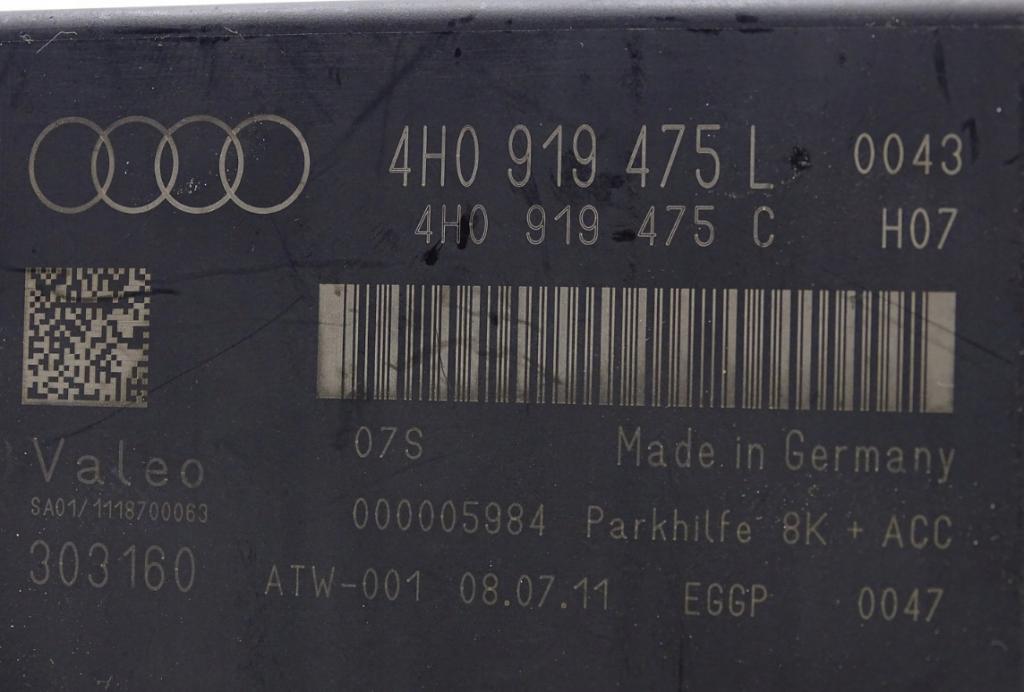 4H0 919 475 L 0043
4H0 919 475 C H07
07S Made in Germany
Valeo
SA01/1118700063
000005984 Parkhilfe 8K + ACC
303160
ATW-001 08.07.11 EGGP 0047